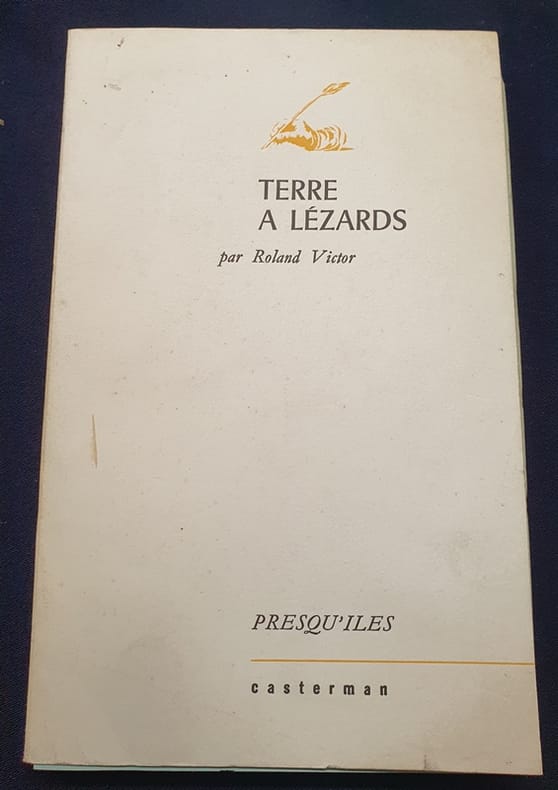 TERRE
A LÉZARDS
par Roland Victor
PRESQU'ILES
casterman